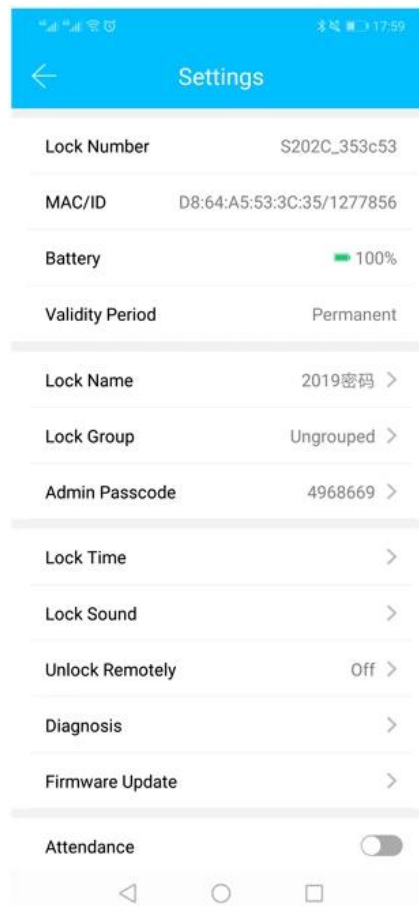 17:59
Settings
Lock Number S202C_353c53
MAC/ID D8:64:A5:53:3C:35/1277856
Battery 100%
Validity Period Permanent
Lock Name 2019密码
Lock Group Ungrouped
Admin Passcode 4968669
Lock Time
Lock Sound
Unlock Remotely Off
Diagnosis
Firmware Update
Attendance